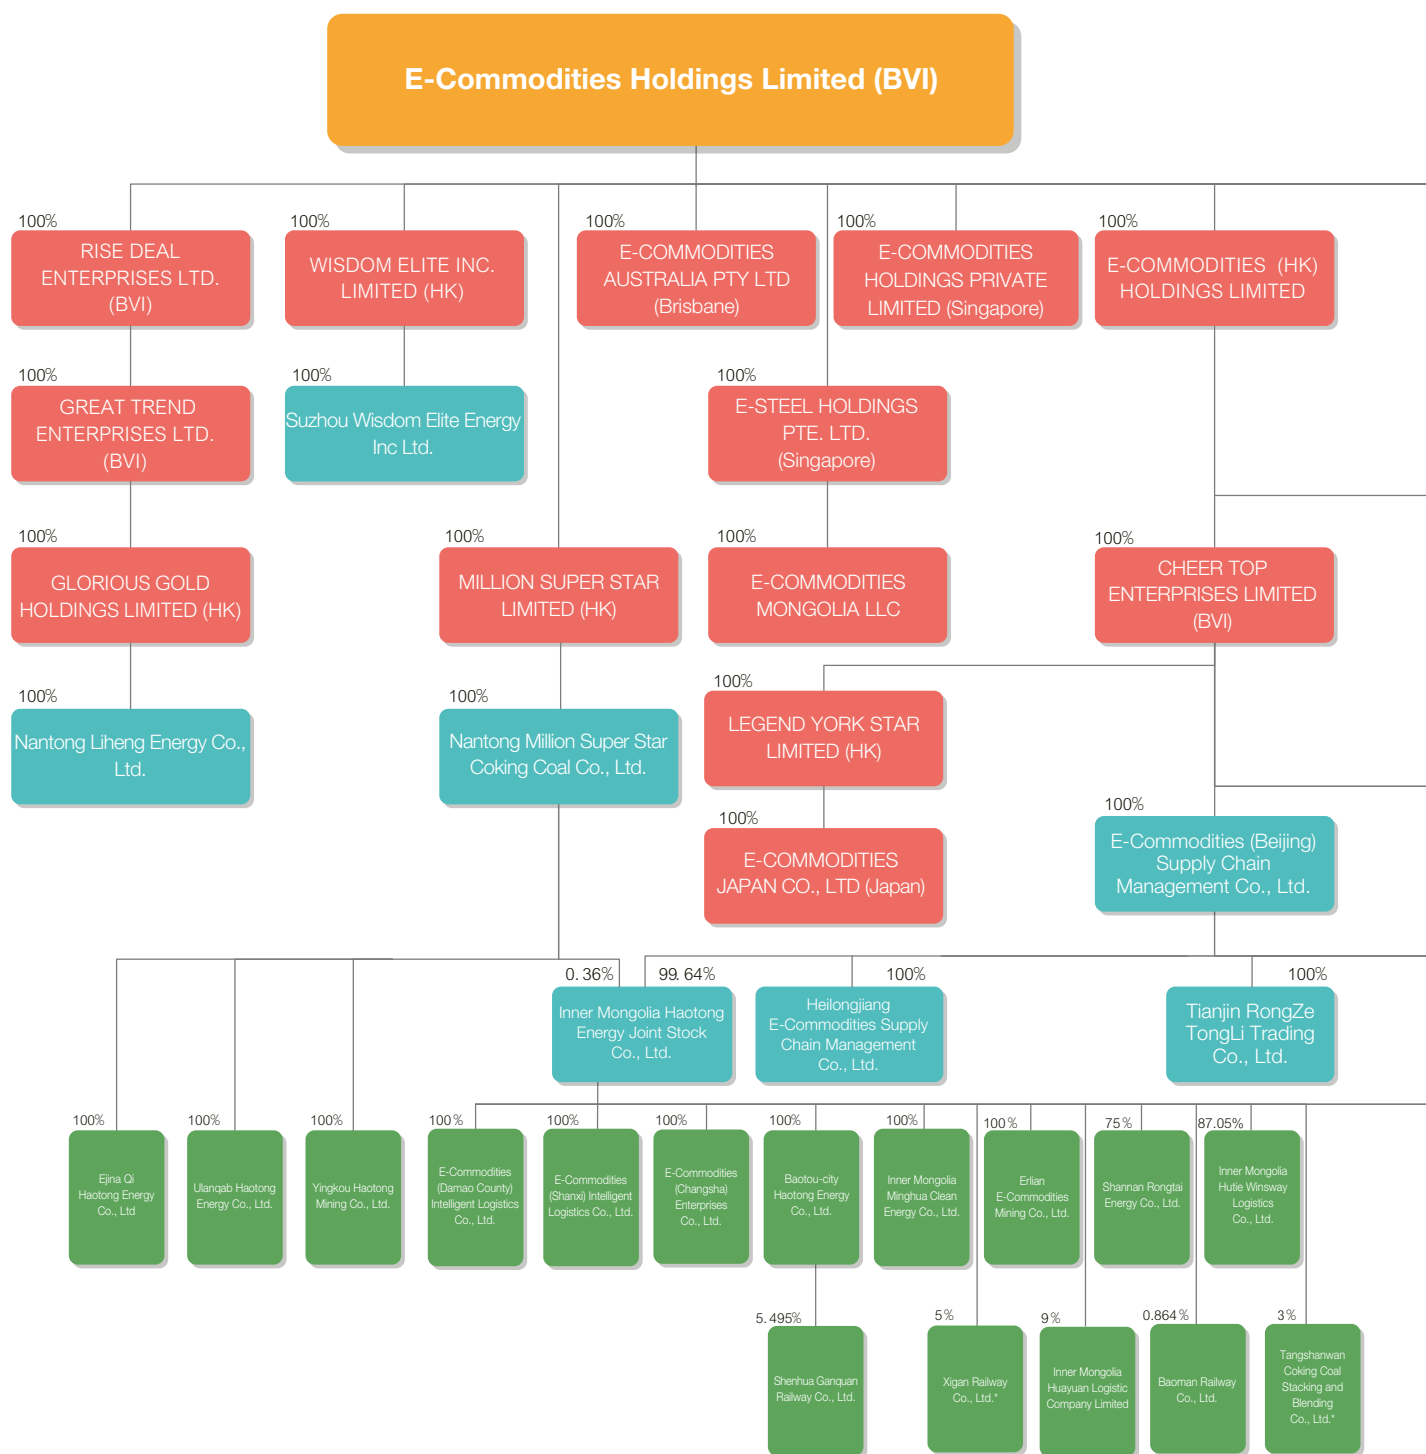 E-Commodities Holdings Limited (BVI)
100%
RISE DEAL
ENTERPRISES LTD.
(BVI)
100%
WISDOM ELITE INC.
LIMITED (HK)
100%
E-COMMODITIES
AUSTRALIA PTY LTD
(Brisbane)
100%
E-COMMODITIES
HOLDINGS PRIVATE
LIMITED (Singapore)
100%
E-COMMODITIES (HK)
HOLDINGS LIMITED
100%
GREAT TREND
ENTERPRISES LTD.
(BVI)
100%
Suzhou Wisdom Elite Energy
Inc Ltd.
100%
E-STEEL HOLDINGS
PTE. LTD.
(Singapore)
100%
GLORIOUS GOLD
HOLDINGS LIMITED (HK)
100%
MILLION SUPER STAR
LIMITED (HK)
100%
E-COMMODITIES
MONGOLIA LLC
100%
CHEER TOP
ENTERPRISES LIMITED
(BVI)
100%
Nantong Liheng Energy Co.,
Ltd.
100%
Nantong Million Super Star
Coking Coal Co., Ltd.
100%
LEGEND YORK STAR
LIMITED (HK)
100%
E-COMMODITIES
JAPAN CO., LTD (Japan)
100%
E-Commodities (Beijing)
Supply Chain
Management Co., Ltd.
0.36%
99.64%
Inner Mongolia Haotong
Energy Joint Stock
Co., Ltd.
100%
Heilongjiang
E-Commodities Supply
Chain Management
Co., Ltd.
100%
Tianjin RongZe
TongLi Trading
Co., Ltd.
100%
Ejina Qi
Haotong Energy
Co., Ltd
100%
Ulanqab Haotong
Energy Co., Ltd.
100%
Yingkou Haotong
Mining Co., Ltd.
100%
E-Commodities
(Damao County)
Intelligent Logistics
Co., Ltd.
100%
E-Commodities
(Shanxi) Intelligent
Logistics Co., Ltd.
100%
E-Commodities
(Changsha)
Enterprises
Co., Ltd.
100%
Baotou-city
Haotong Energy
Co., Ltd.
100%
Inner Mongolia
Minghua Clean
Energy Co., Ltd.
100%
Erlian
E-Commodities
Mining Co., Ltd.
75%
Shannan Rongtai
Energy Co., Ltd.
87.05%
Inner Mongolia
Hutie Winsway
Logistics
Co., Ltd.
5.495%
Shenhua Ganquan
Railway Co., Ltd.
5%
Xigan Railway
Co., Ltd.*
9%
Inner Mongolia
Huayuan Logistic
Company Limited
0.864%
Baoman Railway
Co., Ltd.
3%
Tangshanwan
Coking Coal
Stacking and
Blending
Co., Ltd.*